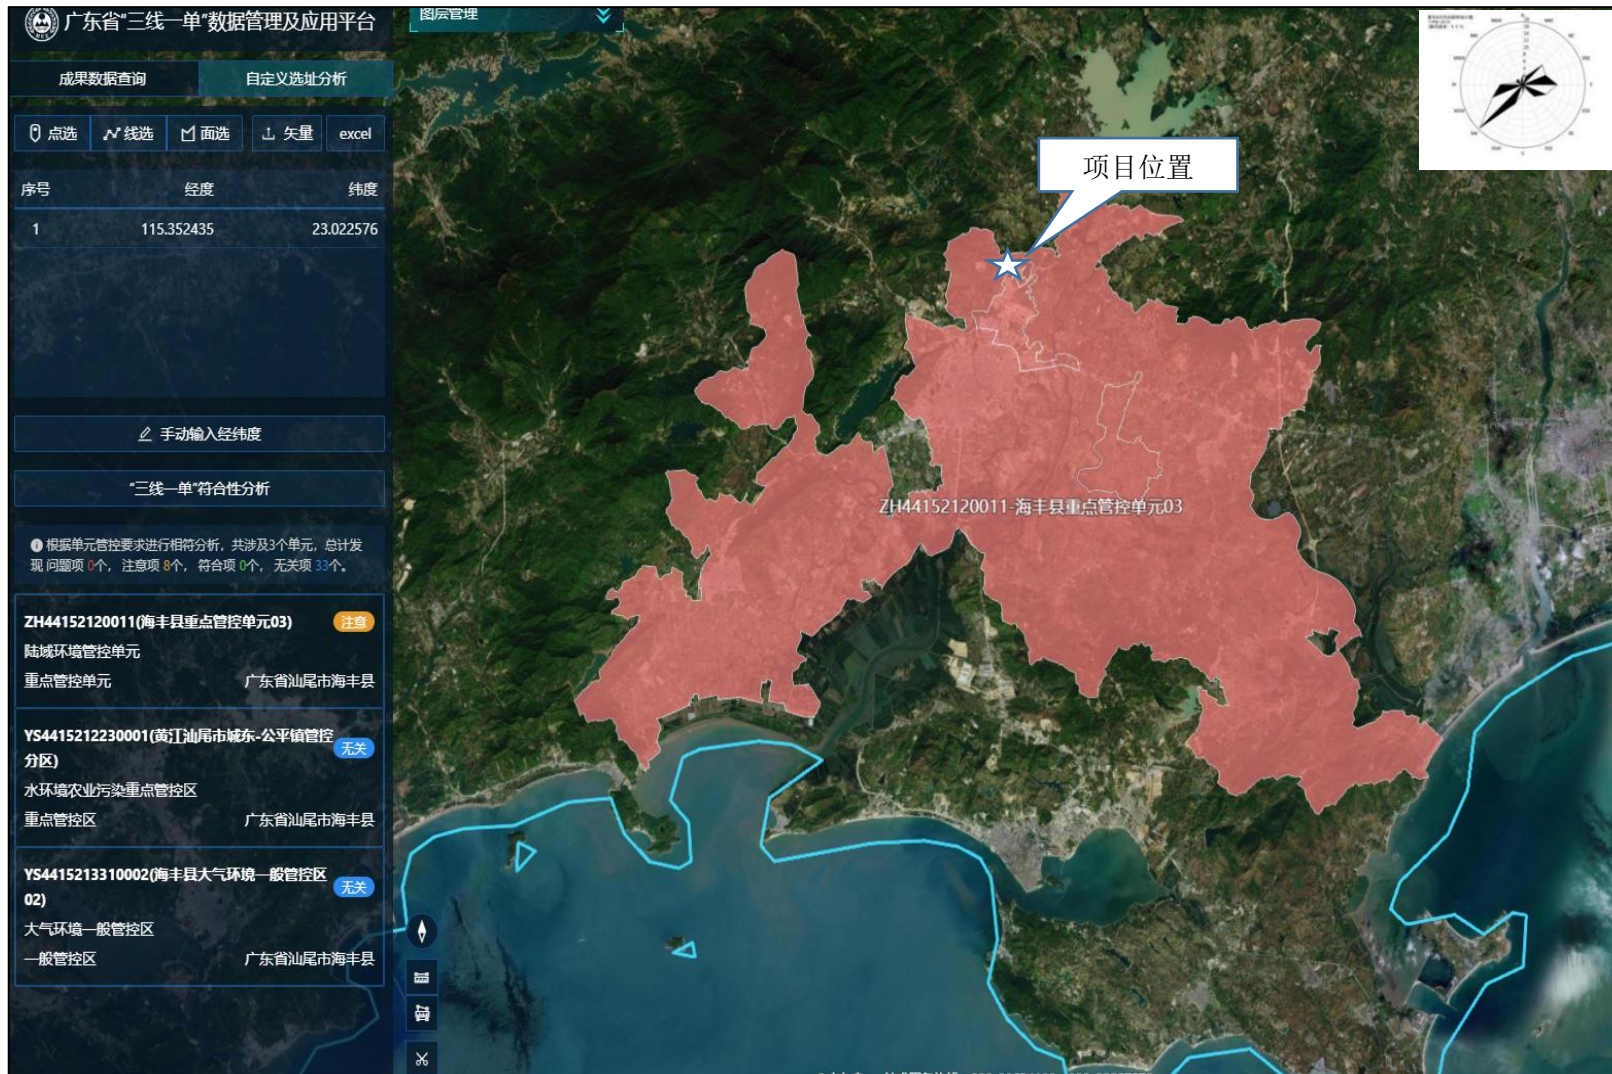 广东省“三线一单”数据管理及应用平台
图层管理
成果数据查询 自定义选址分析
点选 线选 面选 矢量 excel
序号 经度 纬度
1 115.352435 23.022576
手动输入经纬度
“三线一单”符合性分析
根据单元管控要求进行相符分析，共涉及3个单元，总计发
现 问题项 0个， 注意项 8个， 符合项 0个， 无关项 33个。
ZH44152120011(海丰县重点管控单元03) 注意
陆域环境管控单元
重点管控单元 广东省汕尾市海丰县
YS4415212230001(黄江汕尾市城东-公平镇管控
分区) 无关
水环境农业污染重点管控区
重点管控区 广东省汕尾市海丰县
YS4415213310002(海丰县大气环境一般管控区
02) 无关
大气环境一般管控区
一般管控区 广东省汕尾市海丰县
项目位置
ZH44152120011-海丰县重点管控单元03